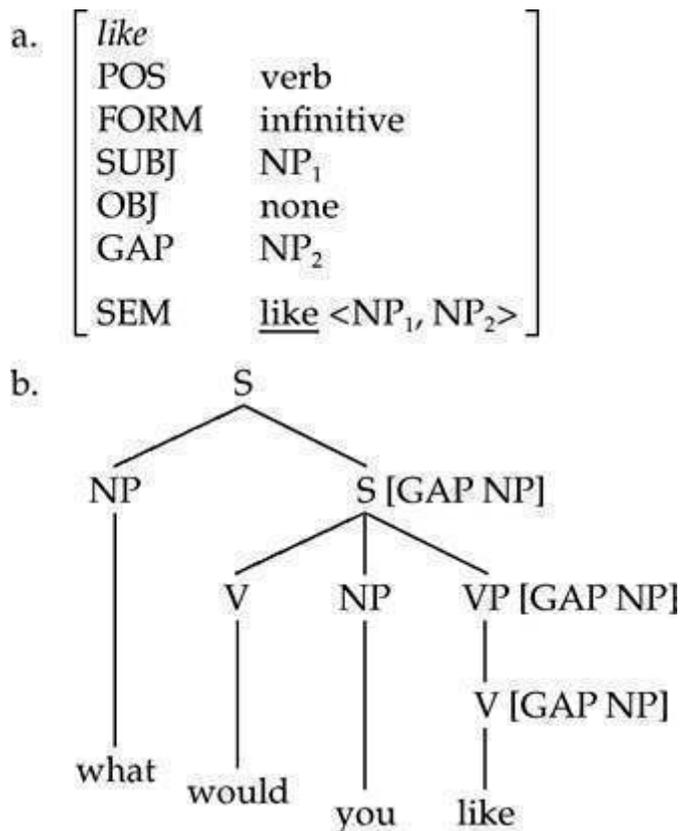 a.
like
POS verb
FORM infinitive
SUBJ NP₁
OBJ none
GAP NP₂
SEM like <NP₁, NP₂>
b.
S
NP S [GAP NP]
V NP VP [GAP NP]
V [GAP NP]
what would you like